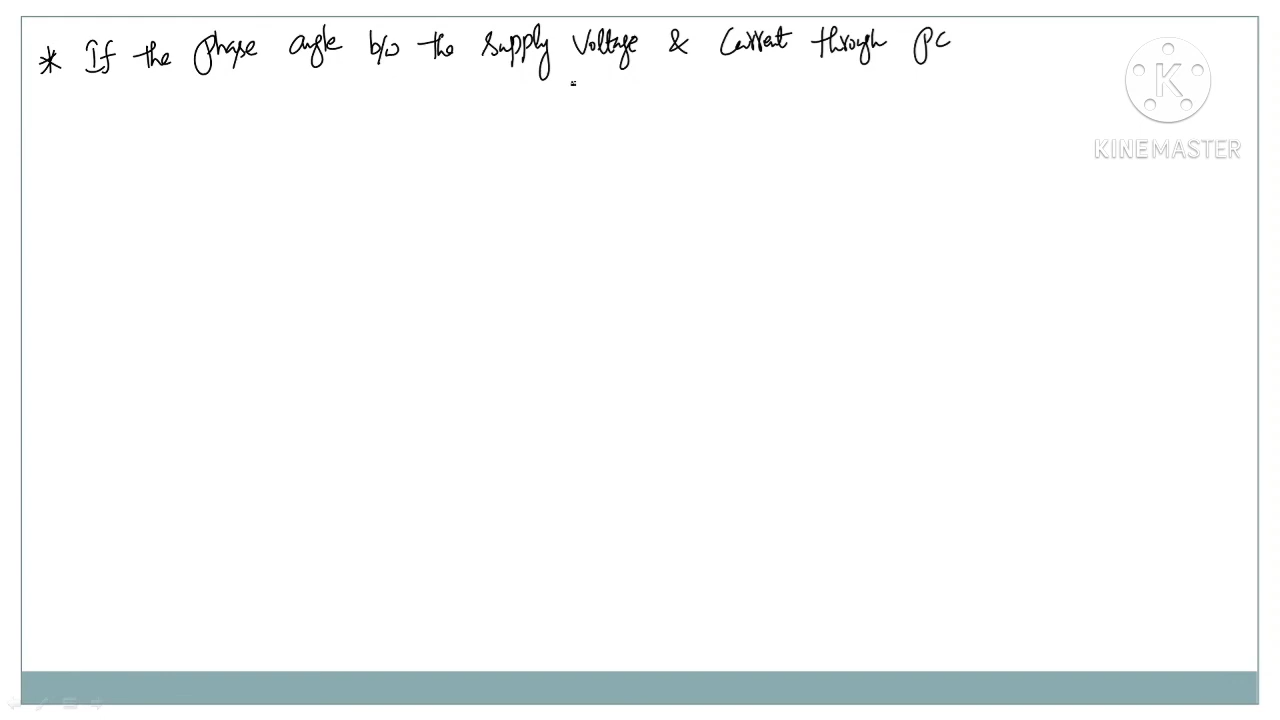 * If the phase angle b/w the supply voltage & current through PC
K
KINEMASTER